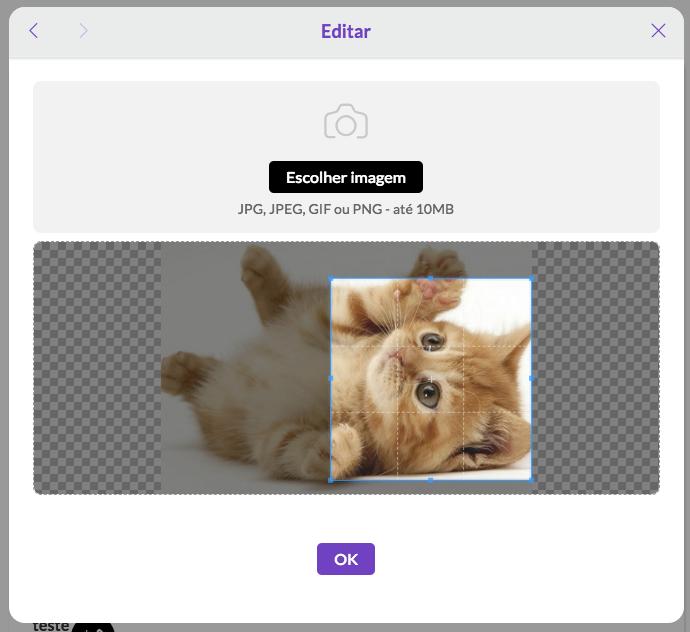 Editar
Escolher imagem
JPG, JPEG, GIF ou PNG - até 10MB
OK
teste